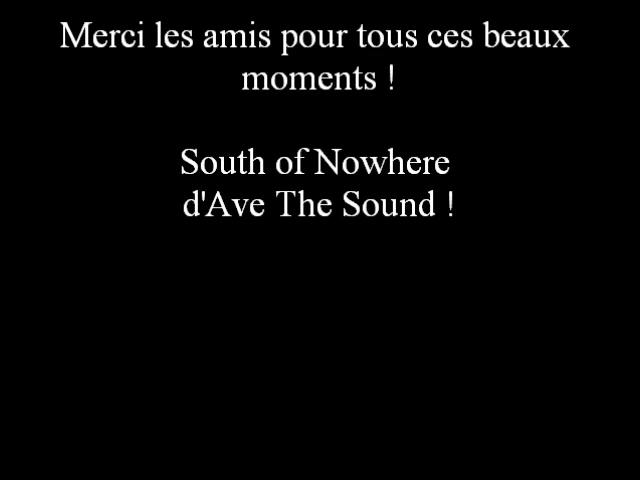 Merci les amis pour tous ces beaux
moments !
South of Nowhere
d'Ave The Sound !